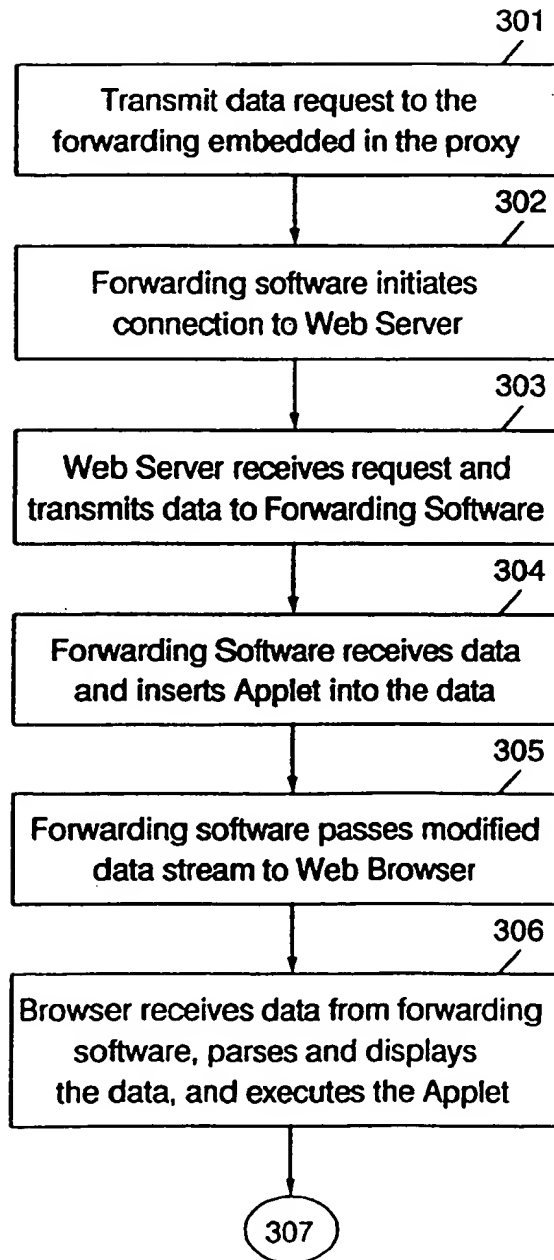 301
Transmit data request to the
forwarding embedded in the proxy
302
Forwarding software initiates
connection to Web Server
303
Web Server receives request and
transmits data to Forwarding Software
304
Forwarding Software receives data
and inserts Applet into the data
305
Forwarding software passes modified
data stream to Web Browser
306
Browser receives data from forwarding
software, parses and displays
the data, and executes the Applet
307